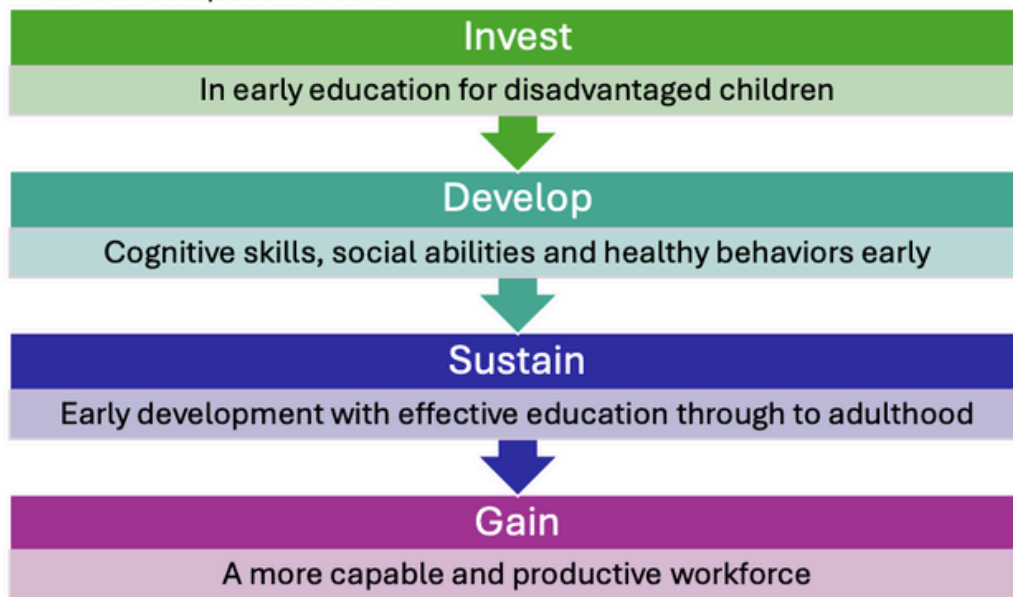 Invest
In early education for disadvantaged children
Develop
Cognitive skills, social abilities and healthy behaviors early
Sustain
Early development with effective education through to adulthood
Gain
A more capable and productive workforce